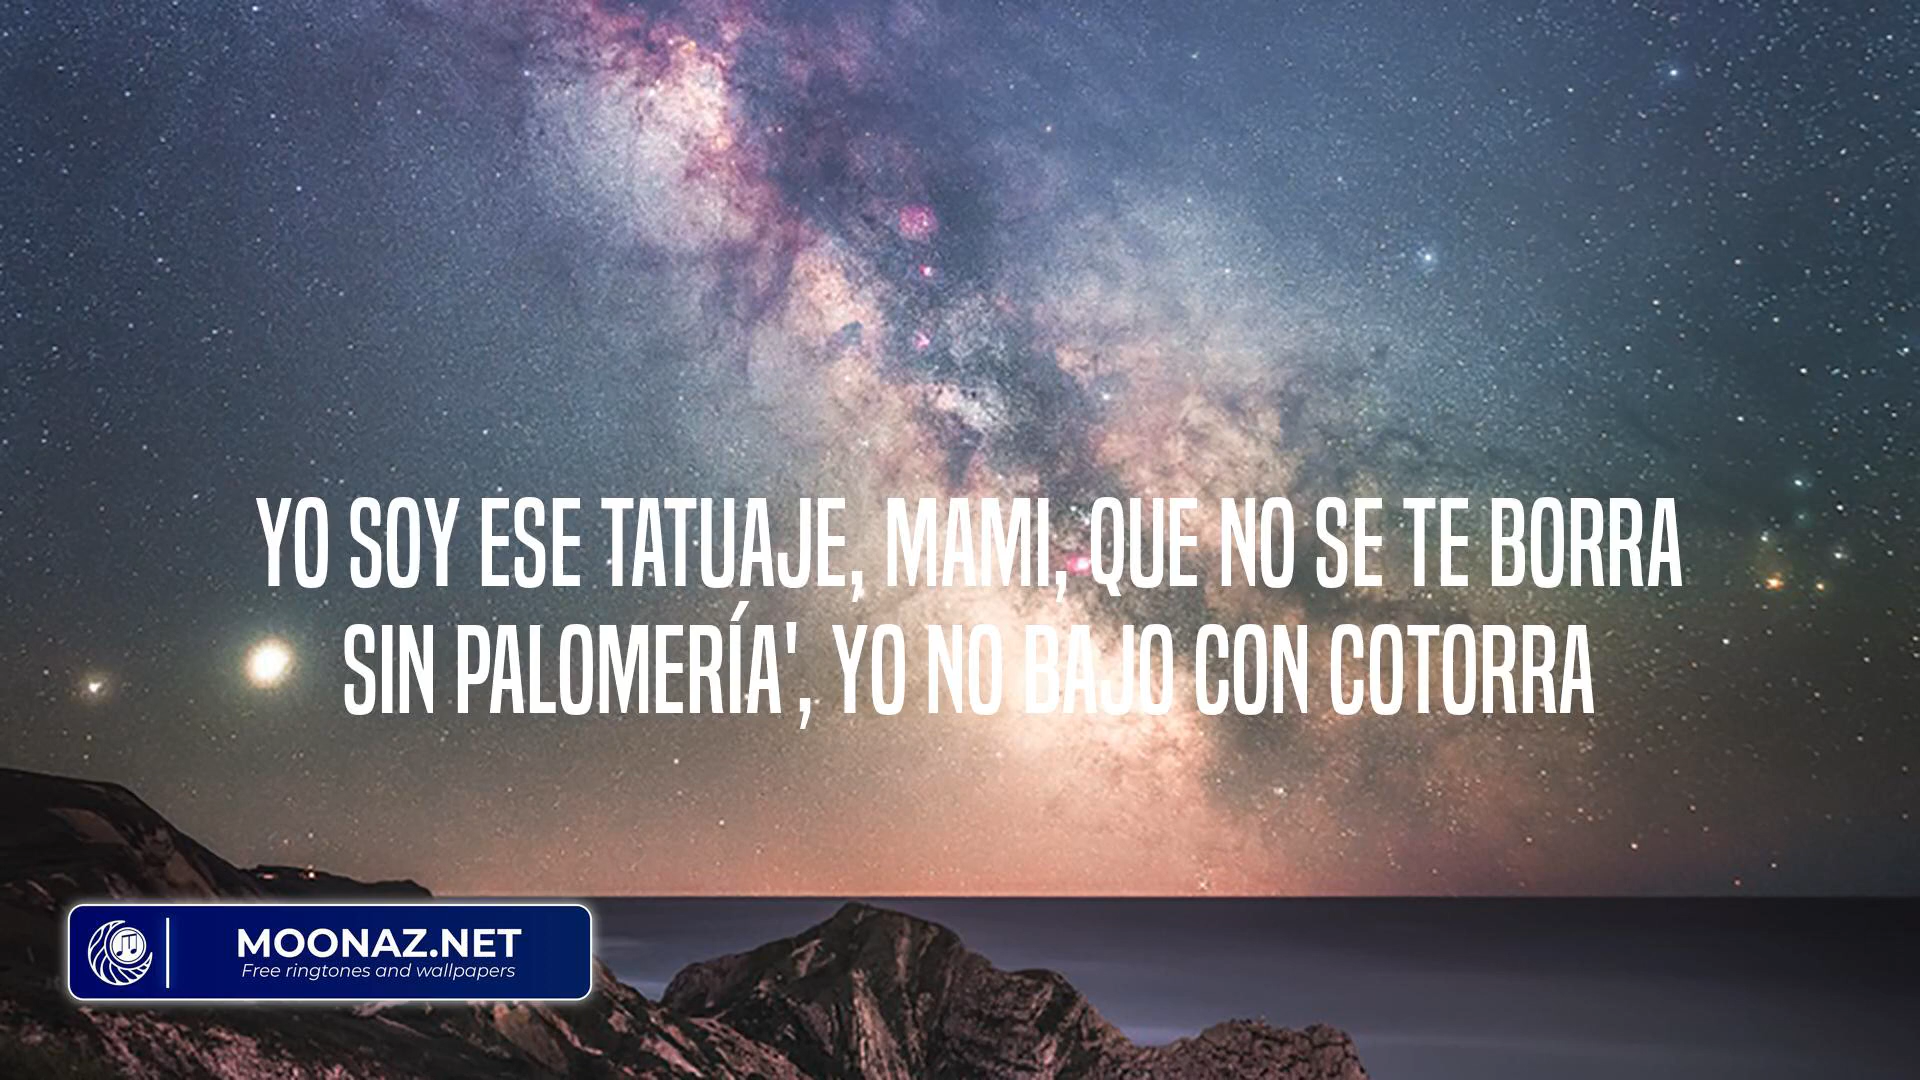 YO SOY ESE TATUAJE, MAMI, QUE NO SE TE BORRA
SIN PALOMERÍA', YO NO BAJO CON COTORRA
MOONAZ.NET
Free ringtones and wallpapers